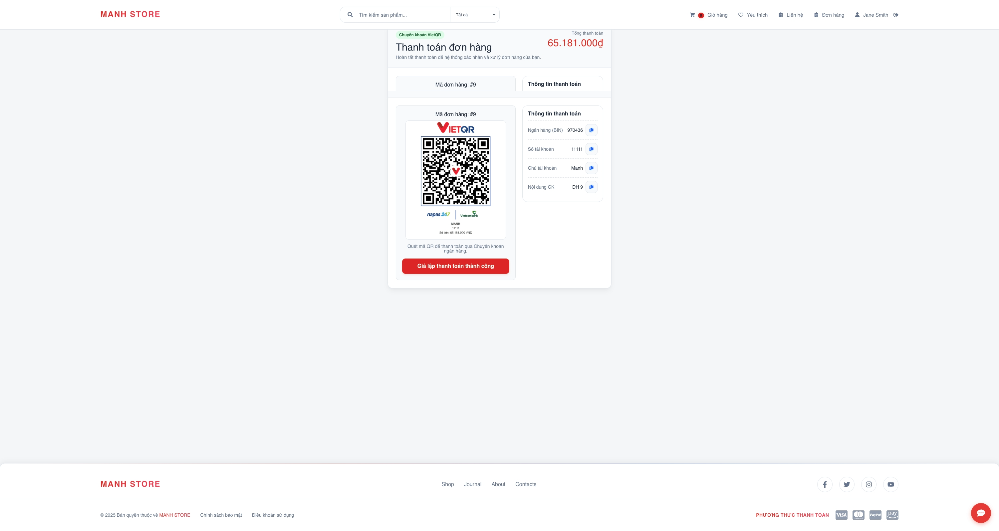 MANH STORE
Tìm kiếm sản phẩm...
Tất cả
0
Giỏ hàng
Yêu thích
Liên hệ
Đơn hàng
Jane Smith
Chuyển khoản VietQR
Tổng thanh toán
65.181.000₫
Thanh toán đơn hàng
Hoàn tất thanh toán để hệ thống xác nhận và xử lý đơn hàng của bạn.
Mã đơn hàng: #9
Thông tin thanh toán
Mã đơn hàng: #9
VIETQR
napas 247
Vietcombank
MANH
11111
Số tiền: 65.181.000 VND
Quét mã QR để thanh toán qua Chuyển khoản
ngân hàng.
Giả lập thanh toán thành công
Thông tin thanh toán
Ngân hàng (BIN) 970436
Số tài khoản 11111
Chủ tài khoản Manh
Nội dung CK DH 9
MANH STORE
Shop
Journal
About
Contacts
© 2025 Bản quyền thuộc về MANH STORE
Chính sách bảo mật
Điều khoản sử dụng
PHƯƠNG THỨC THANH TOÁN
VISA
PayPal
pay